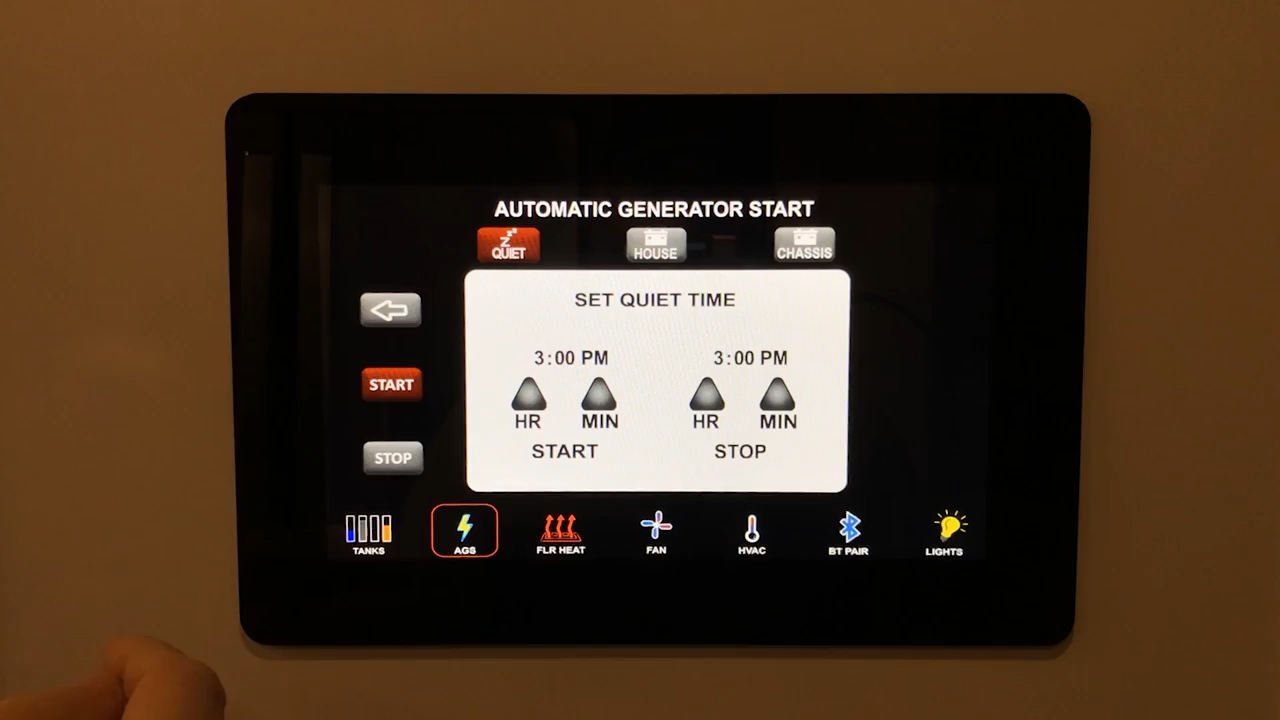 AUTOMATIC GENERATOR START
Z z z
QUIET
HOUSE
CHASSIS
SET QUIET TIME
3:00 PM
3:00 PM
HR
MIN
HR
MIN
START
STOP
START
STOP
TANKS
AGS
FLR HEAT
FAN
HVAC
BT PAIR
LIGHTS